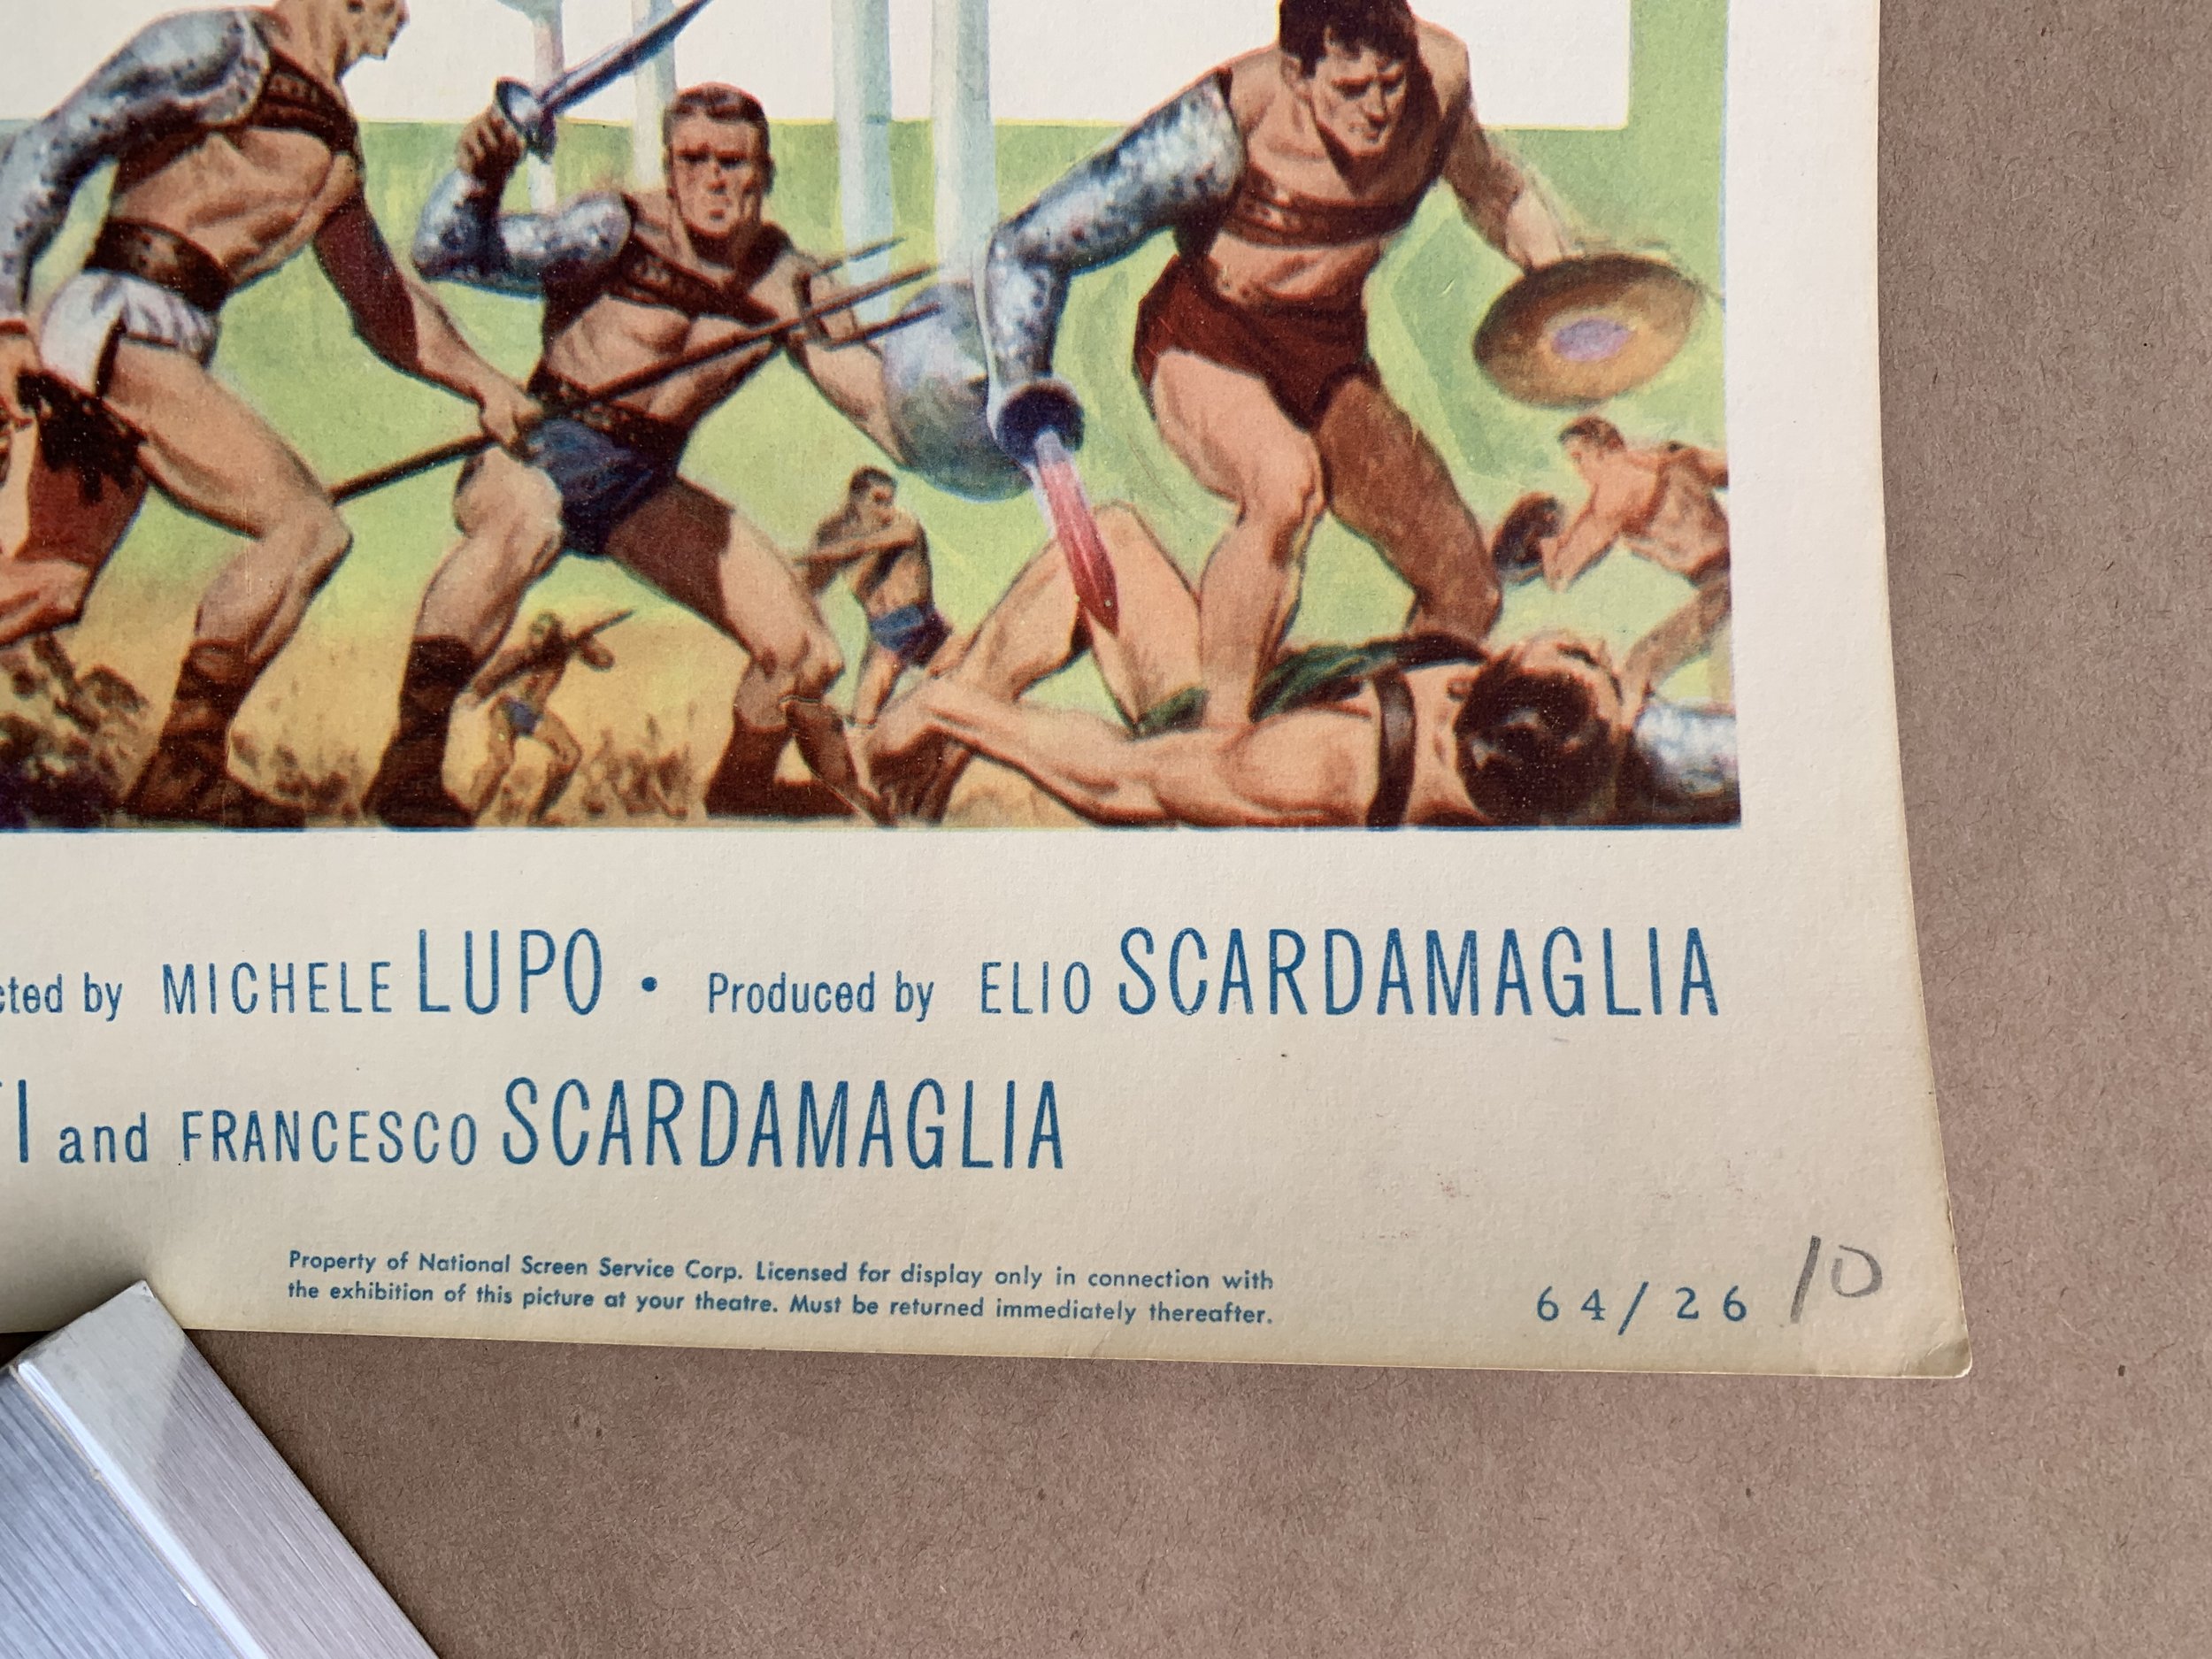 by MICHELE LUPO • Produced by ELIO SCARDAMAGLIA
and FRANCESCO SCARDAMAGLIA
Property of National Screen Service Corp. Licensed for display only in connection with
the exhibition of this picture at your theatre. Must be returned immediately thereafter.
64/26 10